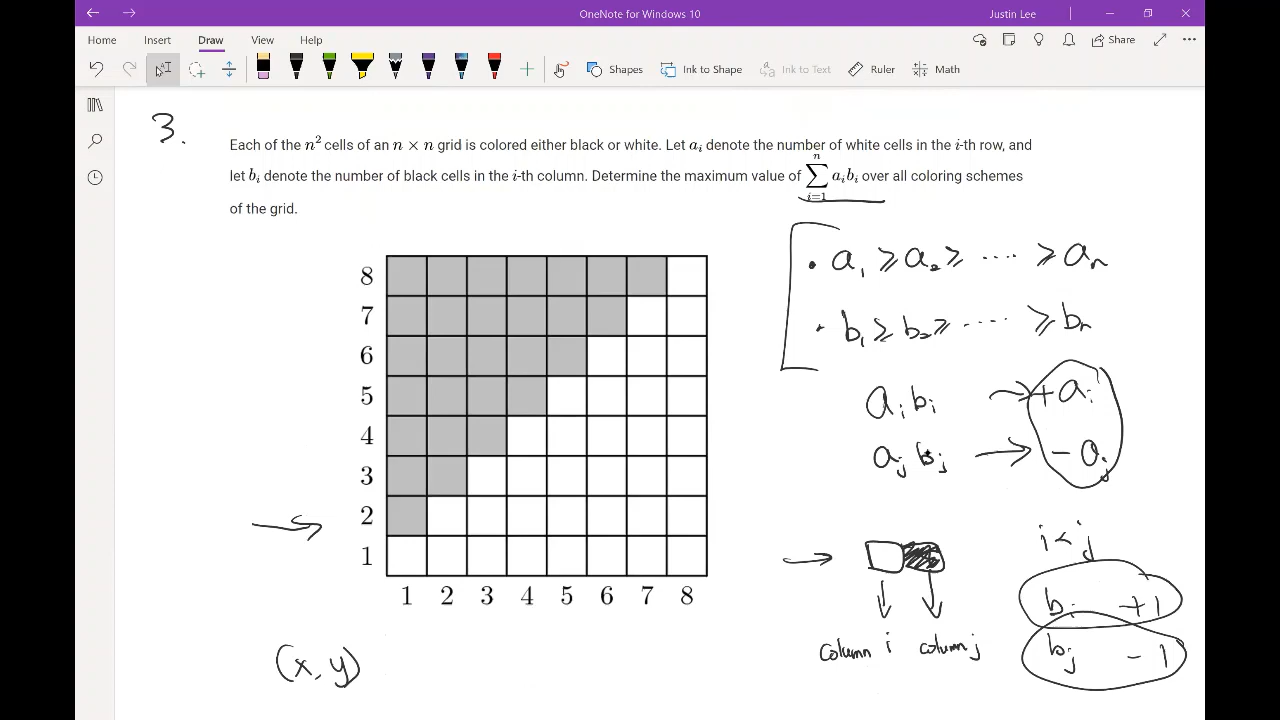 OneNote for Windows 10
Justin Lee
Home Insert Draw View Help
Share
Shapes Ink to Shape Ink to Text Ruler Math
3.
Each of the n² cells of an n × n grid is colored either black or white. Let aᵢ denote the number of white cells in the i-th row, and
let bᵢ denote the number of black cells in the i-th column. Determine the maximum value of ∑ᵢ₌₁ⁿ aᵢbᵢ over all coloring schemes
of the grid.
• a₁ ≥ a₂ ≥ ···· ≥ aₙ
• b₁ ≥ b₂ ≥ ···· ≥ bₙ
aᵢbᵢ → +aᵢ
aⱼbⱼ → -aⱼ
8
7
6
5
4
3
2
1
1 2 3 4 5 6 7 8
i < j
bᵢ +1
bⱼ -1
column i column j
(x, y)